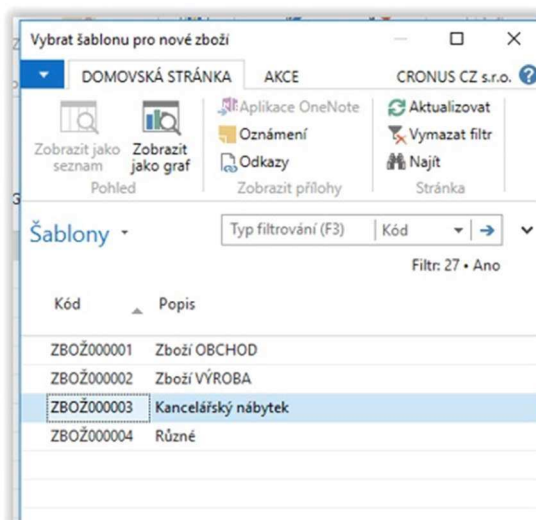 Vybrat šablonu pro nové zboží
DOMOVSKÁ STRÁNKA AKCE CRONUS CZ s.r.o.
Zobrazit jako seznam
Zobrazit jako graf
Pohled
Aplikace OneNote
Oznámení
Odkazy
Zobrazit přílohy
Aktualizovat
Vymazat filtr
Najít
Stránka
Šablony
Typ filtrování (F3) Kód
Filtr: 27 • Ano
Kód Popis
ZBOŽ000001 Zboží OBCHOD
ZBOŽ000002 Zboží VÝROBA
ZBOŽ000003 Kancelářský nábytek
ZBOŽ000004 Různé